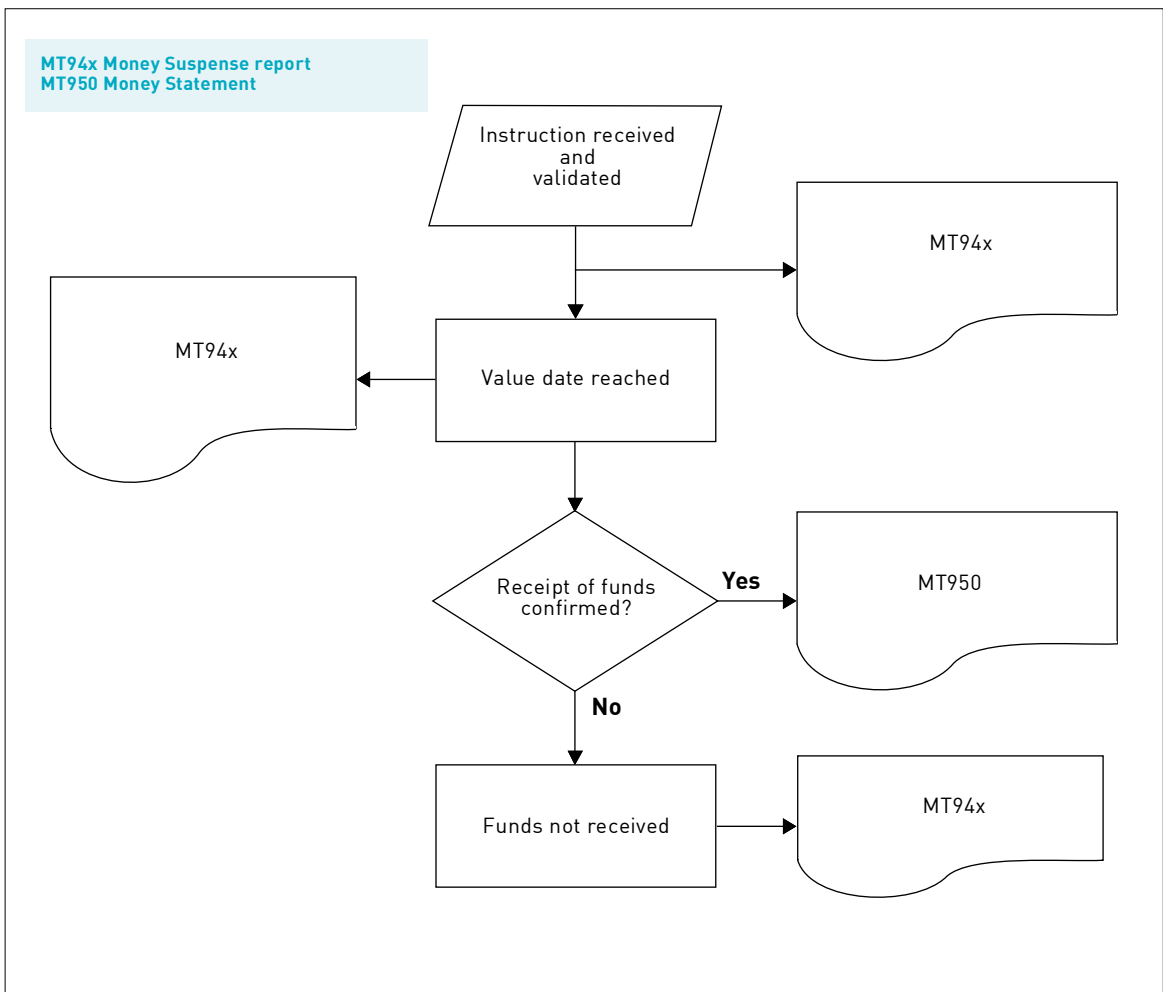 MT94x Money Suspense report
MT950 Money Statement
Instruction received
and
validated
MT94x
MT94x
Value date reached
Receipt of funds
confirmed?
Yes
MT950
No
Funds not received
MT94x